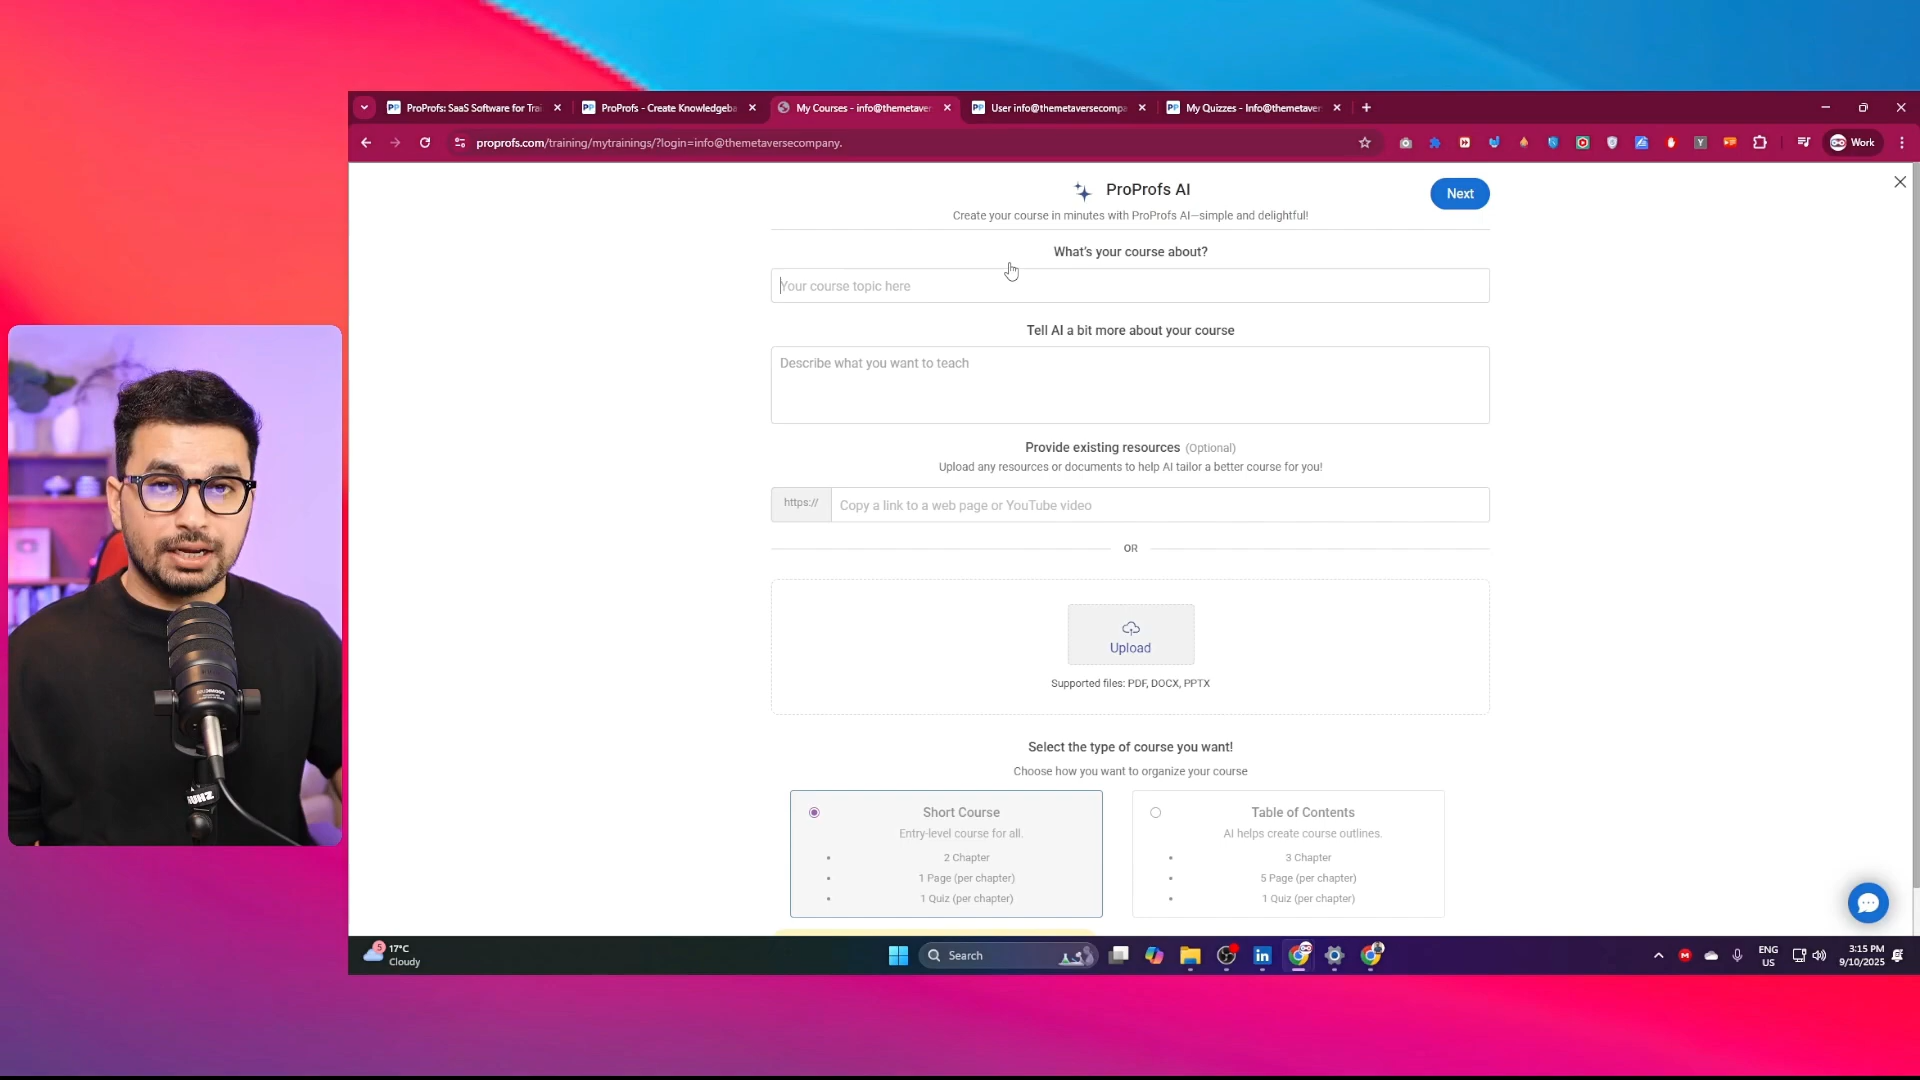 ProProfs: SaaS Software for Trai
ProProfs - Create Knowledgeba
My Courses - info@themetaver
User info@themetaversecompa
My Quizzes - Info@themetaver
proprofs.com/training/mytrainings/?login=info@themetaversecompany.
Work
ProProfs AI
Next
Create your course in minutes with ProProfs AI—simple and delightful!
What's your course about?
Your course topic here
Tell AI a bit more about your course
Describe what you want to teach
Provide existing resources (Optional)
Upload any resources or documents to help AI tailor a better course for you!
https://
Copy a link to a web page or YouTube video
OR
Upload
Supported files: PDF, DOCX, PPTX
Select the type of course you want!
Choose how you want to organize your course
Short Course
Entry-level course for all.
2 Chapter
1 Page (per chapter)
1 Quiz (per chapter)
Table of Contents
AI helps create course outlines.
3 Chapter
5 Page (per chapter)
1 Quiz (per chapter)
5
17°C
Cloudy
Search
ENG
US
3:15 PM
9/10/2025